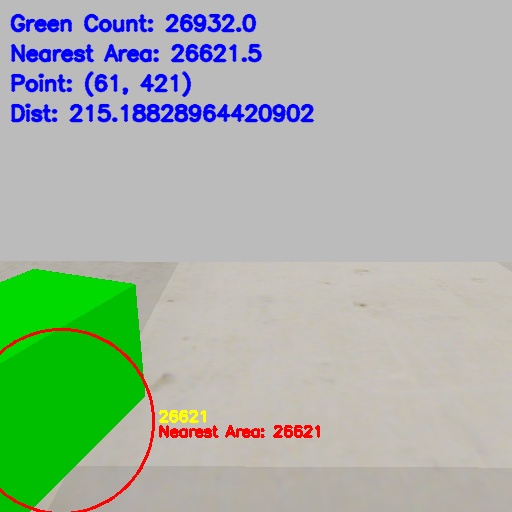 Green Count: 26932.0
Nearest Area: 26621.5
Point: (61, 421)
Dist: 215.18828964420902
26621
Nearest Area: 26621